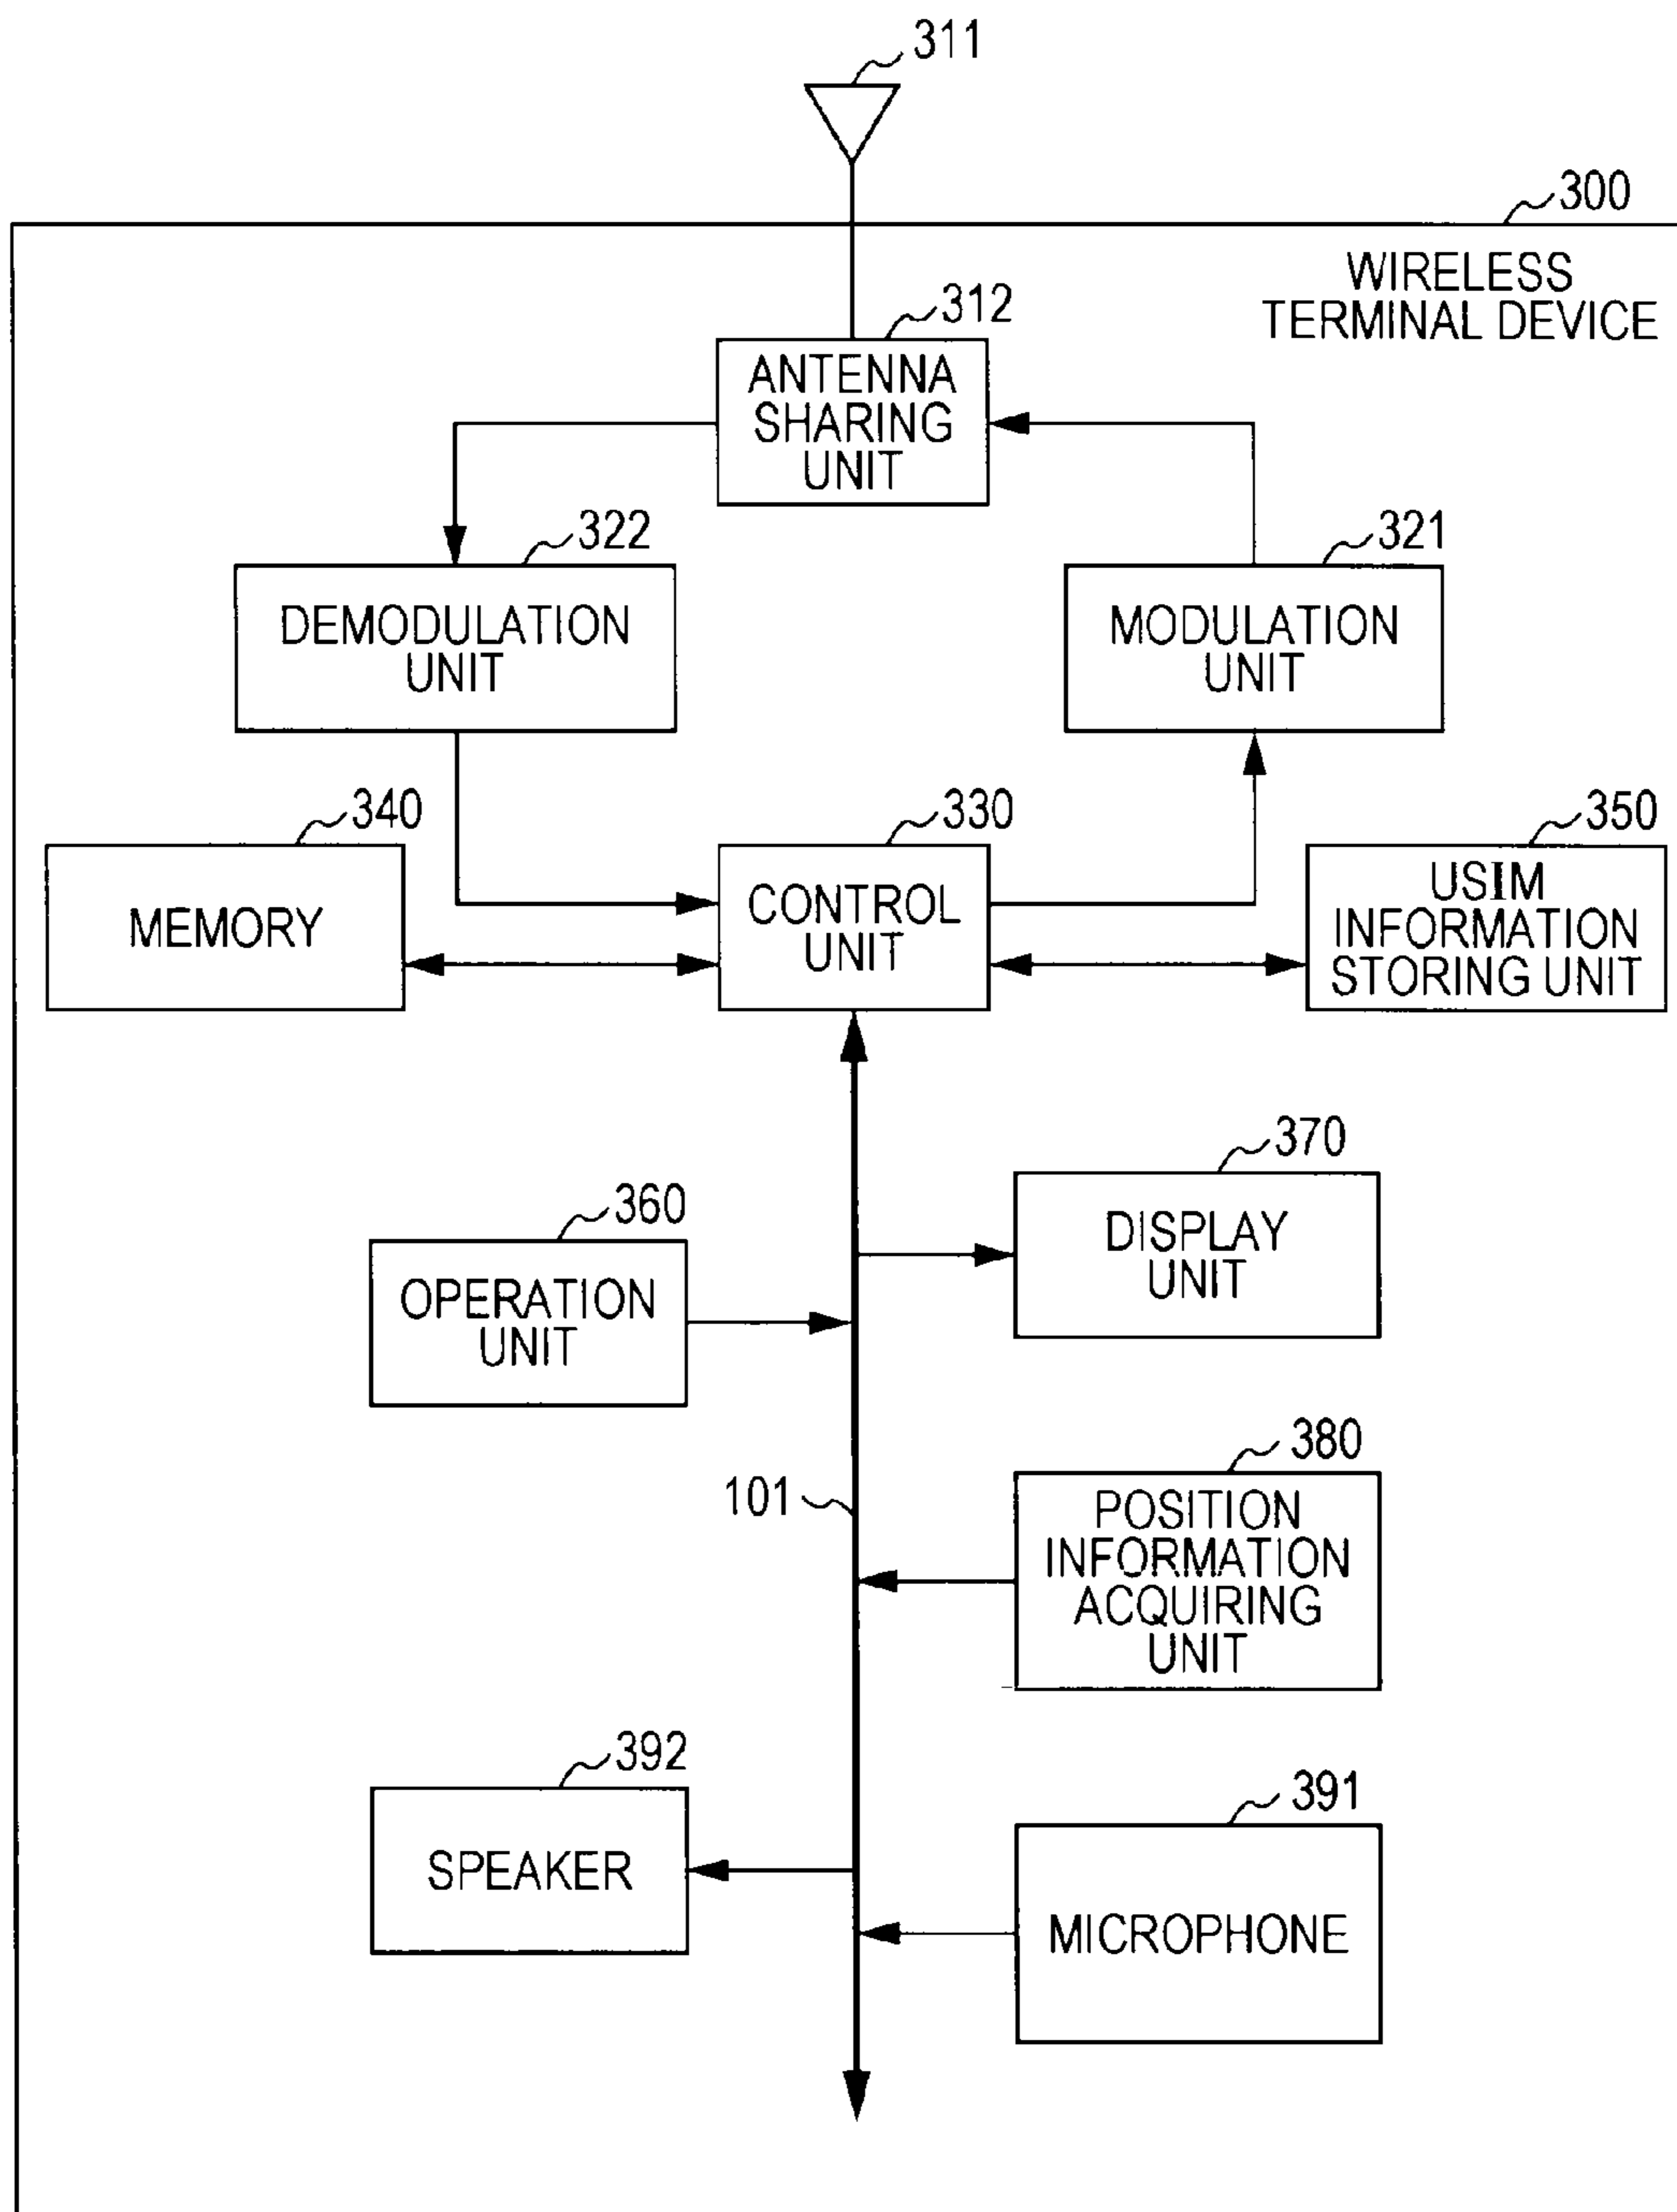 311
300
WIRELESS
TERMINAL DEVICE
312
ANTENNA
SHARING
UNIT
322
DEMODULATION
UNIT
321
MODULATION
UNIT
340
MEMORY
330
CONTROL
UNIT
350
USIM
INFORMATION
STORING UNIT
370
DISPLAY
UNIT
360
OPERATION
UNIT
101
380
POSITION
INFORMATION
ACQUIRING
UNIT
392
SPEAKER
391
MICROPHONE